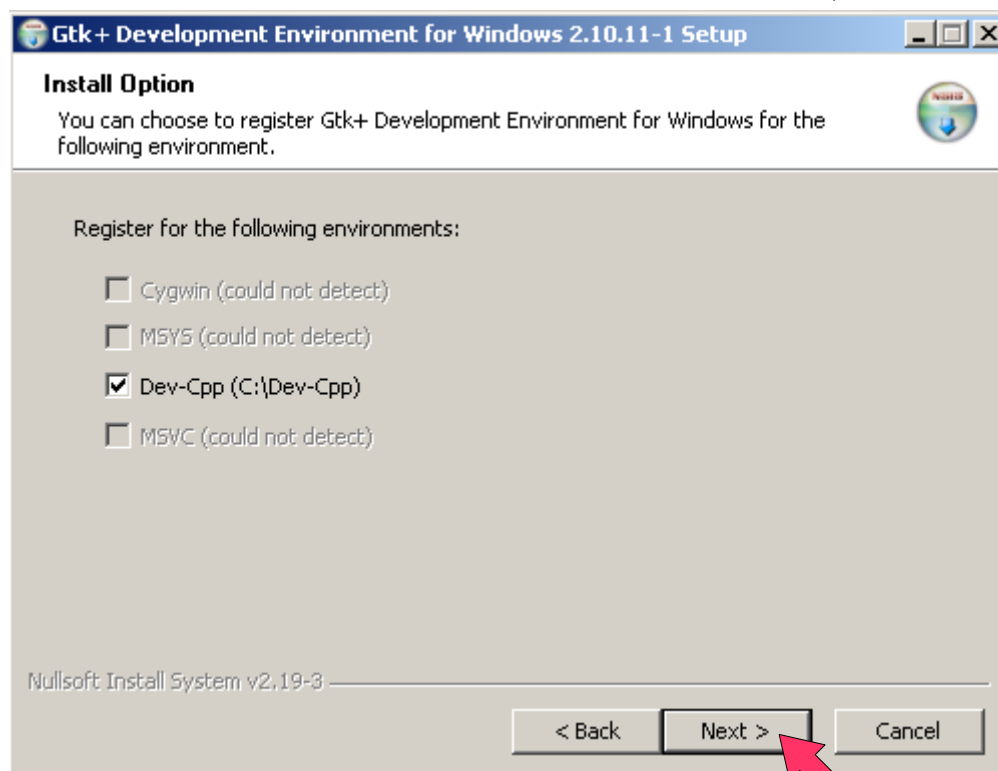 Gtk+ Development Environment for Windows 2.10.11-1 Setup
Install Option
You can choose to register Gtk+ Development Environment for Windows for the
following environment.
Register for the following environments:
Cygwin (could not detect)
MSYS (could not detect)
Dev-Cpp (C:\Dev-Cpp)
MSVC (could not detect)
Nullsoft Install System v2.19-3
< Back
Next >
Cancel